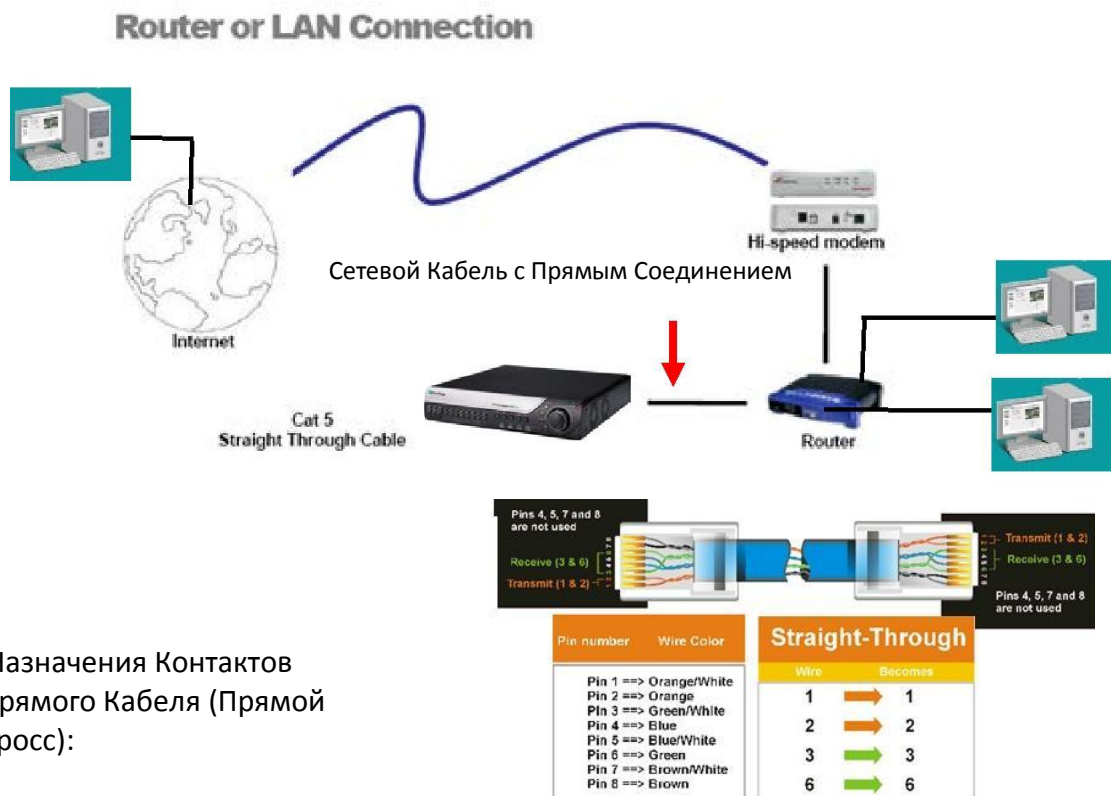 Router or LAN Connection
Hi-speed modem
Сетевой Кабель с Прямым Соединением
Internet
Cat 5
Straight Through Cable
Router
Pins 4, 5, 7 and 8
are not used
Receive (3 & 6)
Transmit (1 & 2)
Transmit (1 & 2)
Receive (3 & 6)
Pins 4, 5, 7 and 8
are not used
азначения Контактов
рямого Кабеля (Прямой
росс):
Pin number Wire Color
Pin 1 ==> Orange/White
Pin 2 ==> Orange
Pin 3 ==> Green/White
Pin 4 ==> Blue
Pin 5 ==> Blue/White
Pin 6 ==> Green
Pin 7 ==> Brown/White
Pin 8 ==> Brown
Straight-Through
Wire Becomes
1 1
2 2
3 3
6 6